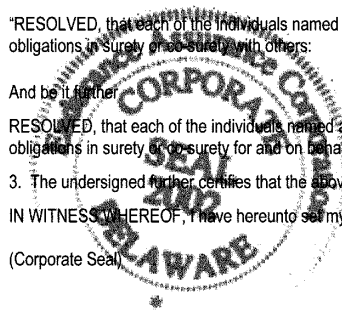 "RESOLVED, that each of the individuals named
obligations in surety or co-surety with others:
And be it further
RESOLVED, that each of the individuals named
obligations in surety or co-surety for and on
3. The undersigned further certifies that the
IN WITNESS WHEREOF, I have hereunto set my
(Corporate Seal)
Assurance
CORPORATE
SEAL
2002
DELAWARE